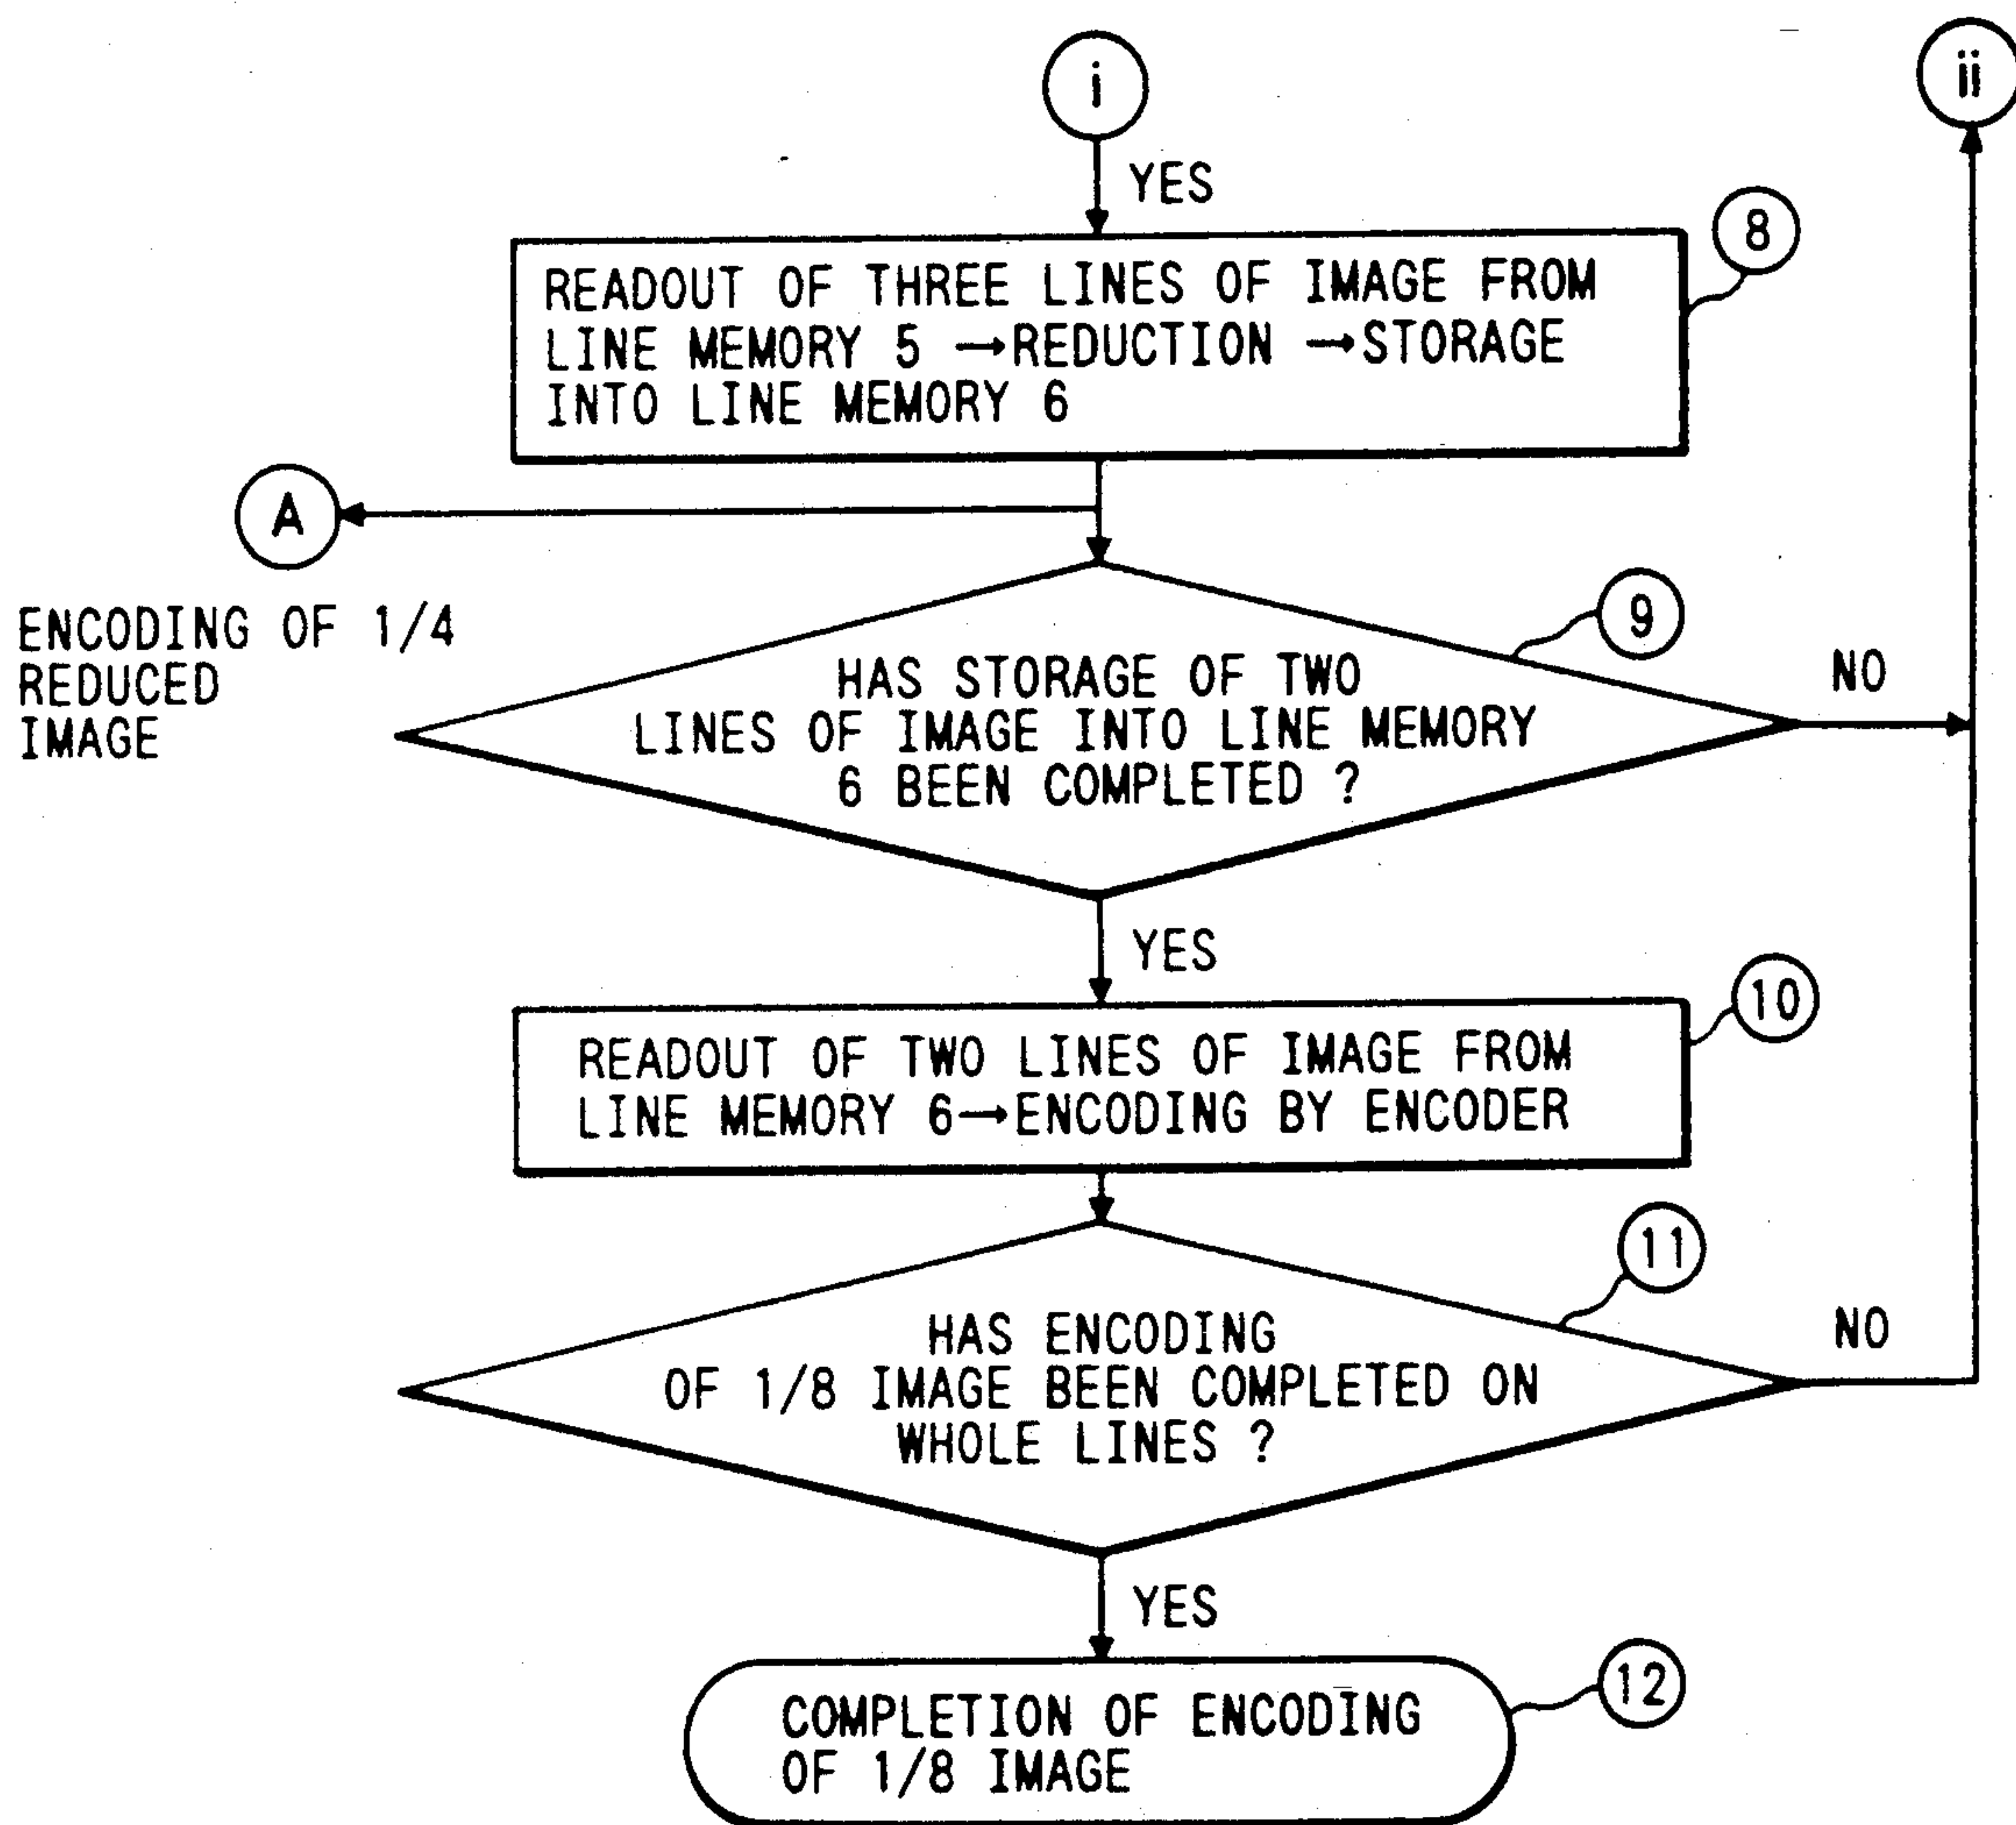 i
ii
YES
8
READOUT OF THREE LINES OF IMAGE FROM
LINE MEMORY 5 →REDUCTION →STORAGE
INTO LINE MEMORY 6
A
ENCODING OF 1/4
REDUCED
IMAGE
9
HAS STORAGE OF TWO
LINES OF IMAGE INTO LINE MEMORY
6 BEEN COMPLETED ?
NO
YES
10
READOUT OF TWO LINES OF IMAGE FROM
LINE MEMORY 6→ENCODING BY ENCODER
11
HAS ENCODING
OF 1/8 IMAGE BEEN COMPLETED ON
WHOLE LINES ?
NO
YES
12
COMPLETION OF ENCODING
OF 1/8 IMAGE